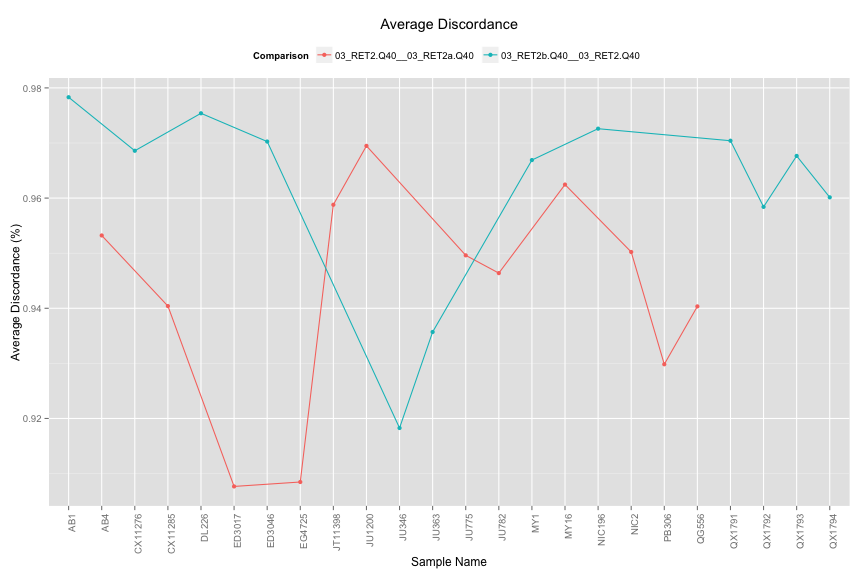 Average Discordance
Comparison 03_RET2.Q40__03_RET2a.Q40 03_RET2b.Q40__03_RET2.Q40
Average Discordance (%)
0.98
0.96
0.94
0.92
AB1
AB4
CX11276
CX11285
DL226
ED3017
ED3046
EG4725
JT11398
JU1200
JU346
JU363
JU775
JU782
MY1
MY16
NIC196
NIC2
PB306
QG556
QX1791
QX1792
QX1793
QX1794
Sample Name